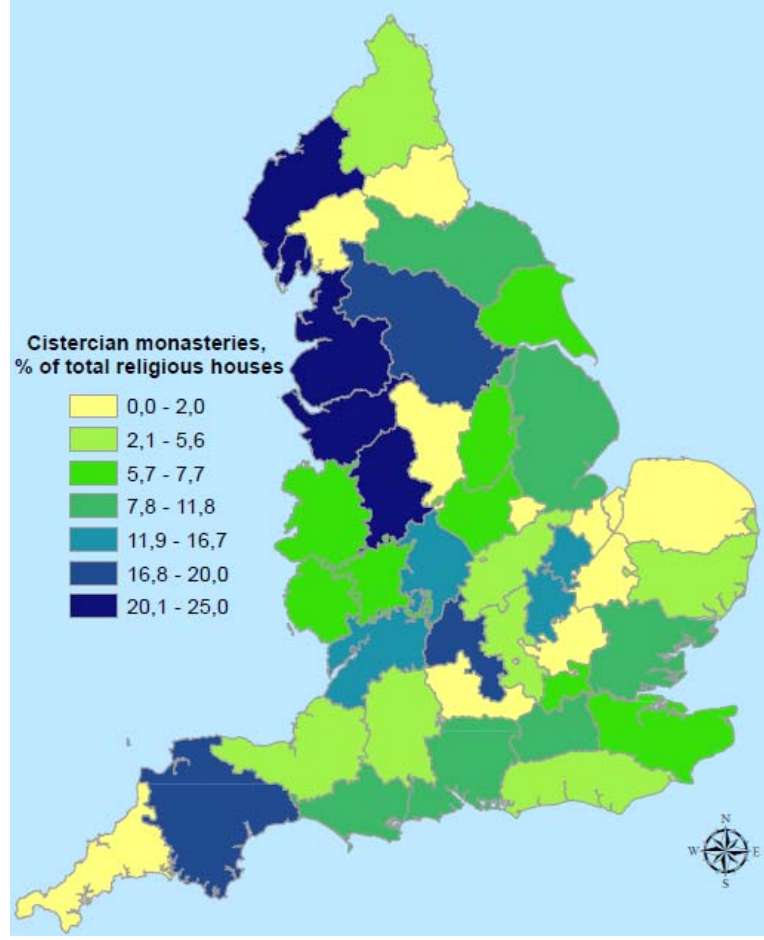 Cistercian monasteries,
% of total religious houses
0,0 - 2,0
2,1 - 5,6
5,7 - 7,7
7,8 - 11,8
11,9 - 16,7
16,8 - 20,0
20,1 - 25,0
N
W E
S